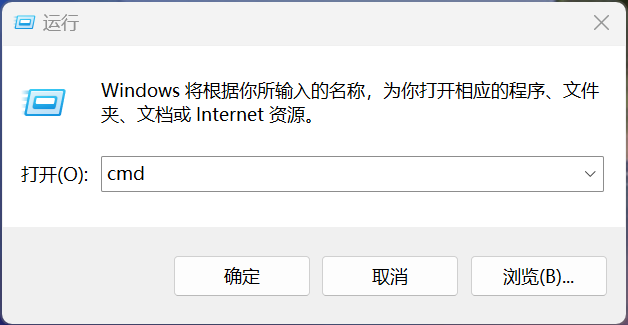 运行
Windows 将根据你所输入的名称，为你打开相应的程序、文件
夹、文档或 Internet 资源。
打开(O): cmd
确定 取消 浏览(B)...